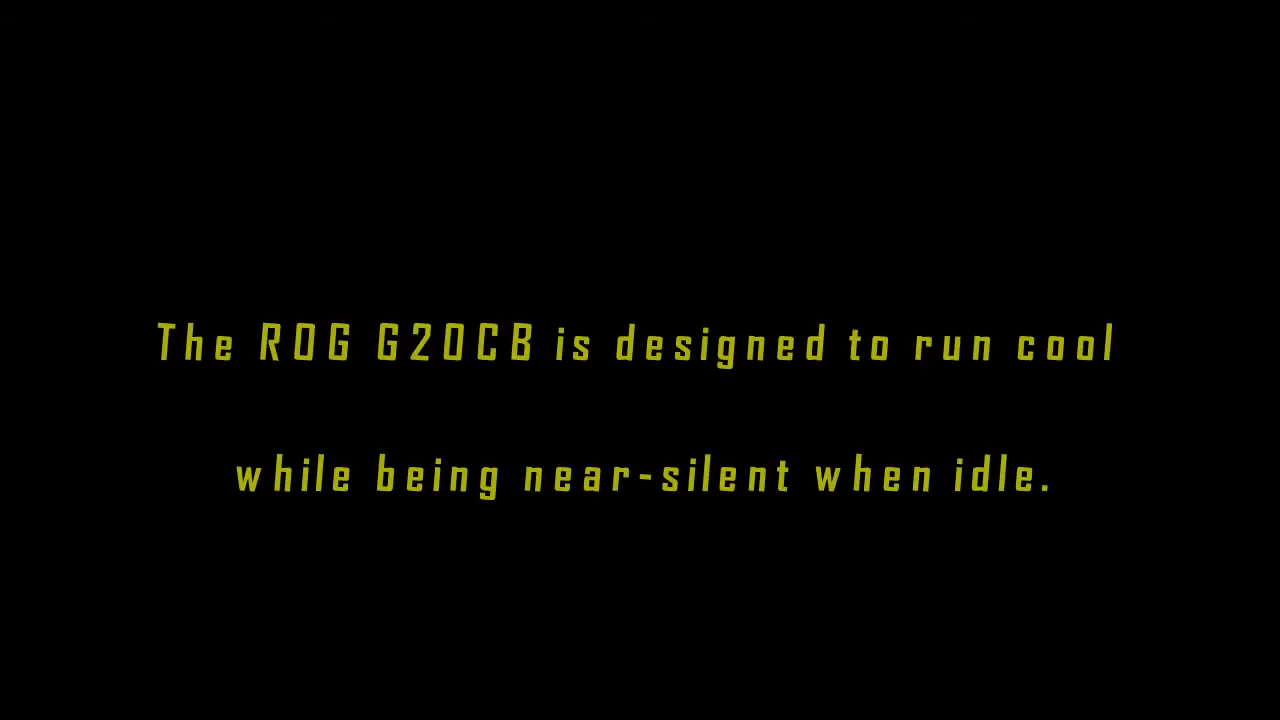 The ROG G20CB is designed to run cool
while being near-silent when idle.